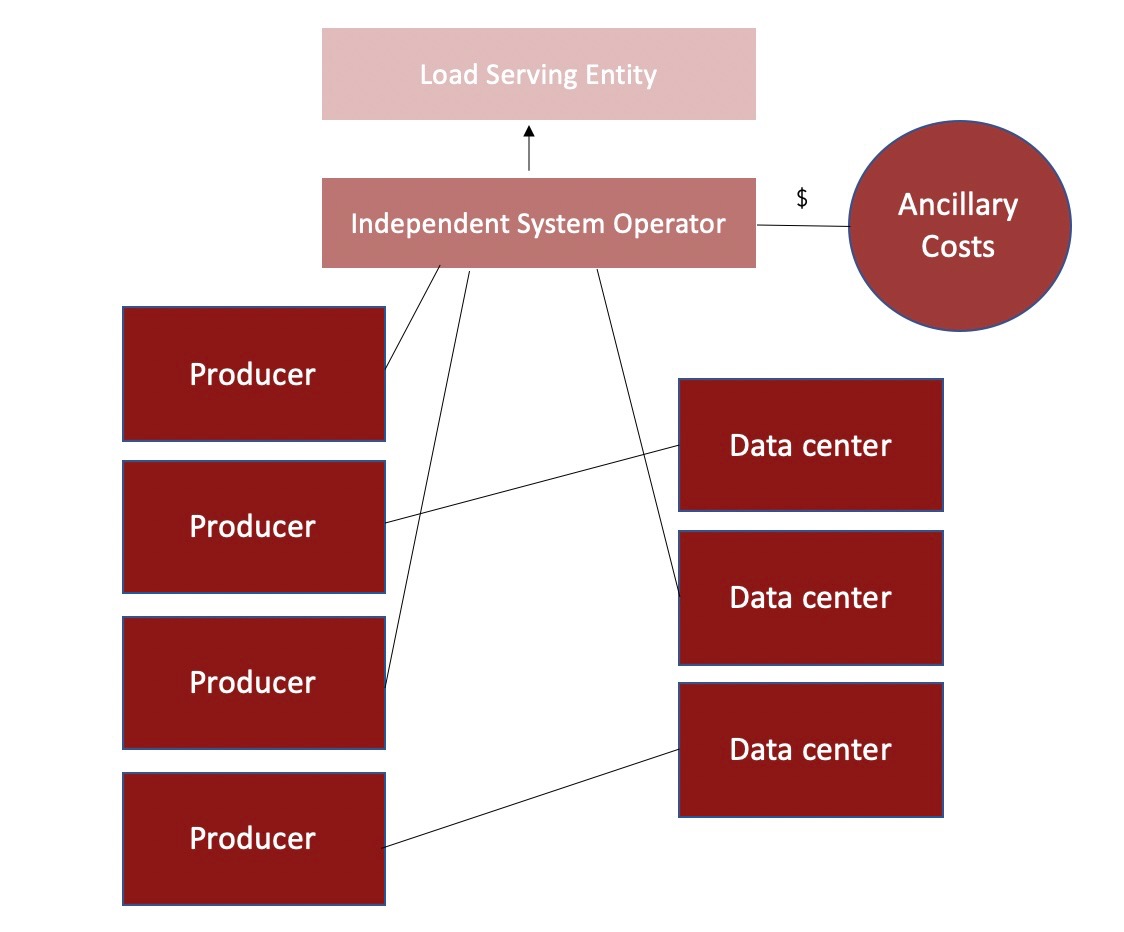 Load Serving Entity
Independent System Operator
$
Ancillary
Costs
Producer
Data center
Producer
Data center
Producer
Data center
Producer